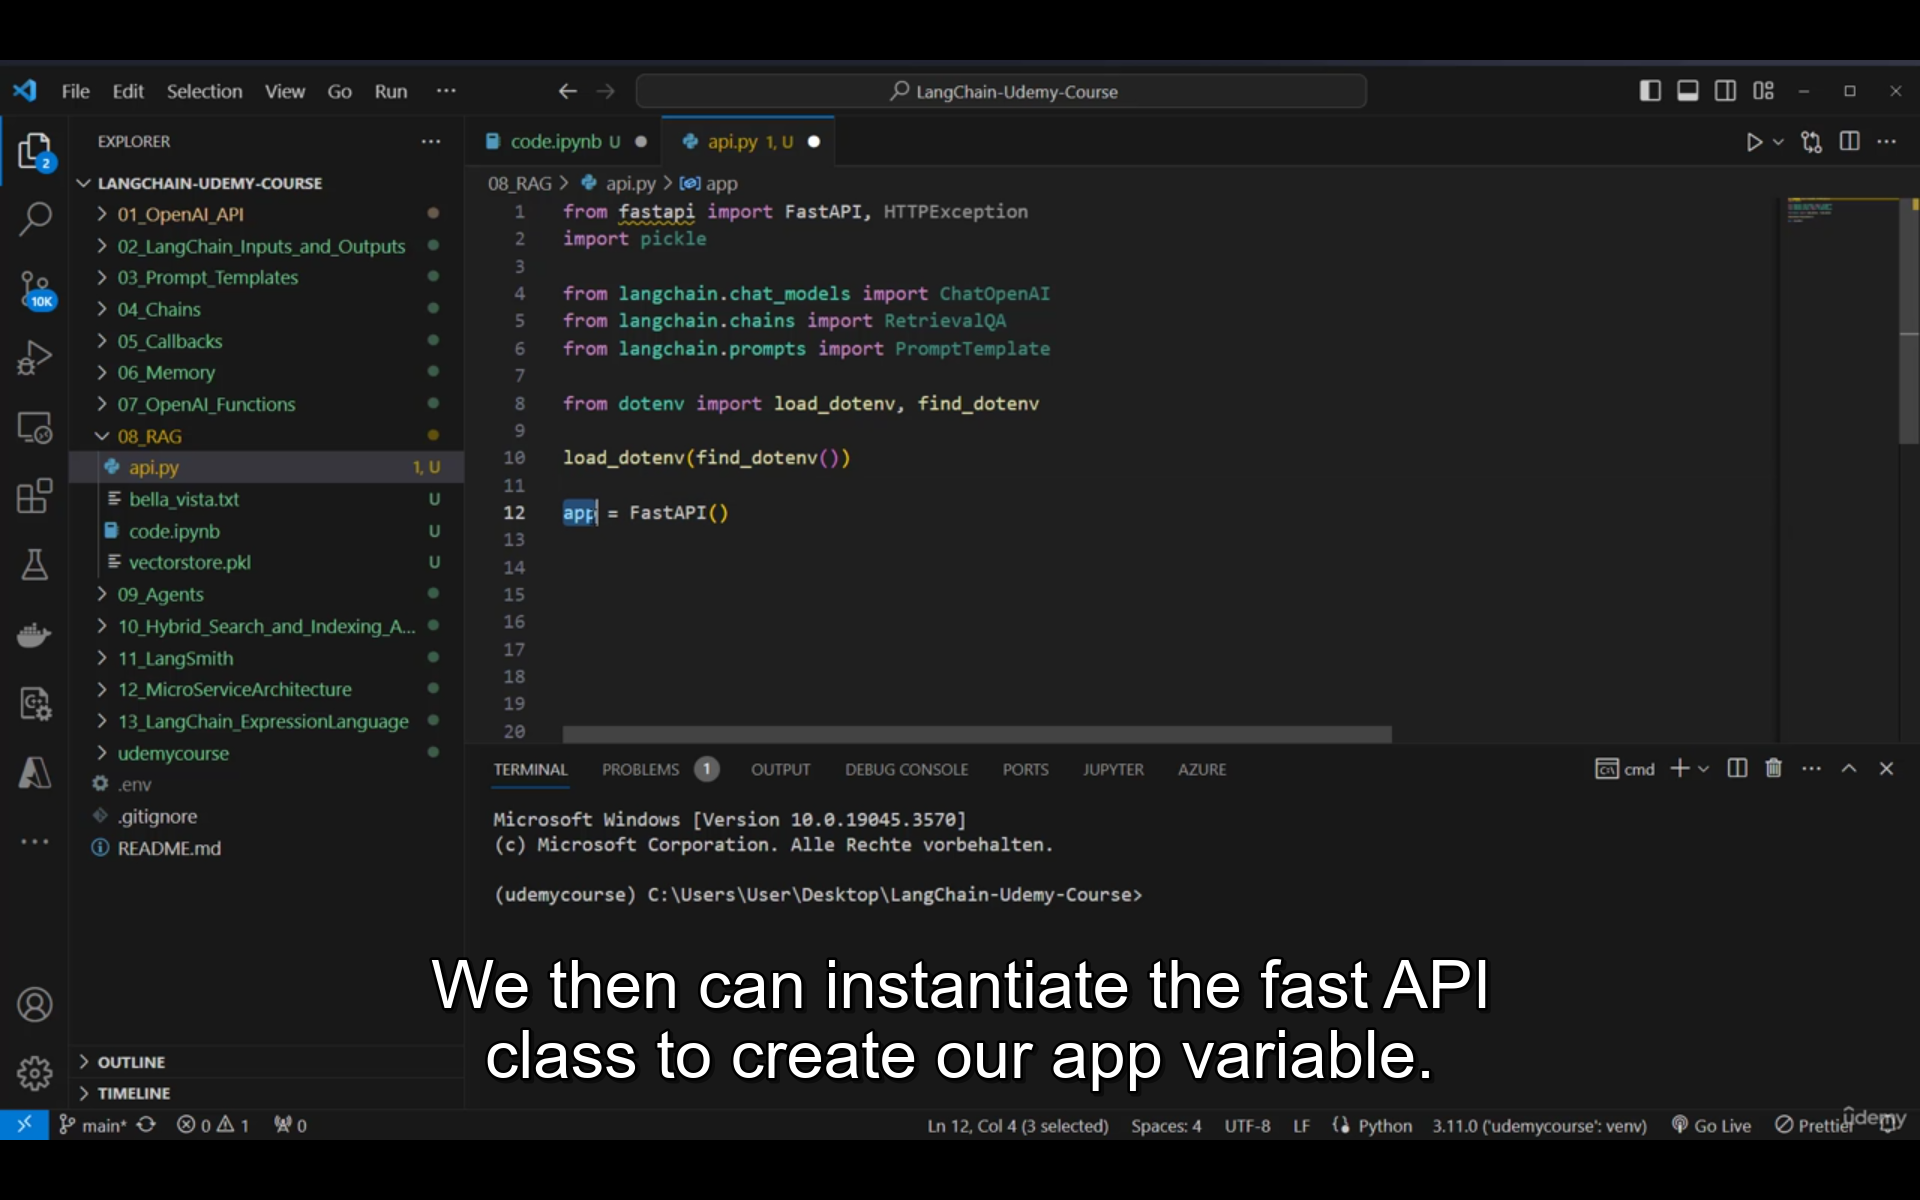 File Edit Selection View Go Run ···
LangChain-Udemy-Course
EXPLORER
LANGCHAIN-UDEMY-COURSE
01_OpenAI_API
02_LangChain_Inputs_and_Outputs
03_Prompt_Templates
04_Chains
05_Callbacks
06_Memory
07_OpenAI_Functions
08_RAG
api.py 1, U
bella_vista.txt U
code.ipynb U
vectorstore.pkl U
09_Agents
10_Hybrid_Search_and_Indexing_A...
11_LangSmith
12_MicroServiceArchitecture
13_LangChain_ExpressionLanguage
udemycourse
.env
.gitignore
README.md
OUTLINE
TIMELINE
2
10K
code.ipynb U api.py 1, U
08_RAG > api.py > app
1 from fastapi import FastAPI, HTTPException
2 import pickle
3
4 from langchain.chat_models import ChatOpenAI
5 from langchain.chains import RetrievalQA
6 from langchain.prompts import PromptTemplate
7
8 from dotenv import load_dotenv, find_dotenv
9
10 load_dotenv(find_dotenv())
11
12 app = FastAPI()
13
14
15
16
17
18
19
20
TERMINAL PROBLEMS 1 OUTPUT DEBUG CONSOLE PORTS JUPYTER AZURE
cmd
Microsoft Windows [Version 10.0.19045.3570]
(c) Microsoft Corporation. Alle Rechte vorbehalten.
(udemycourse) C:\Users\User\Desktop\LangChain-Udemy-Course>
We then can instantiate the fast API
class to create our app variable.
main* 0 1 0 Ln 12, Col 4 (3 selected) Spaces: 4 UTF-8 LF Python 3.11.0 ('udemycourse': venv) Go Live Prettier
udemy